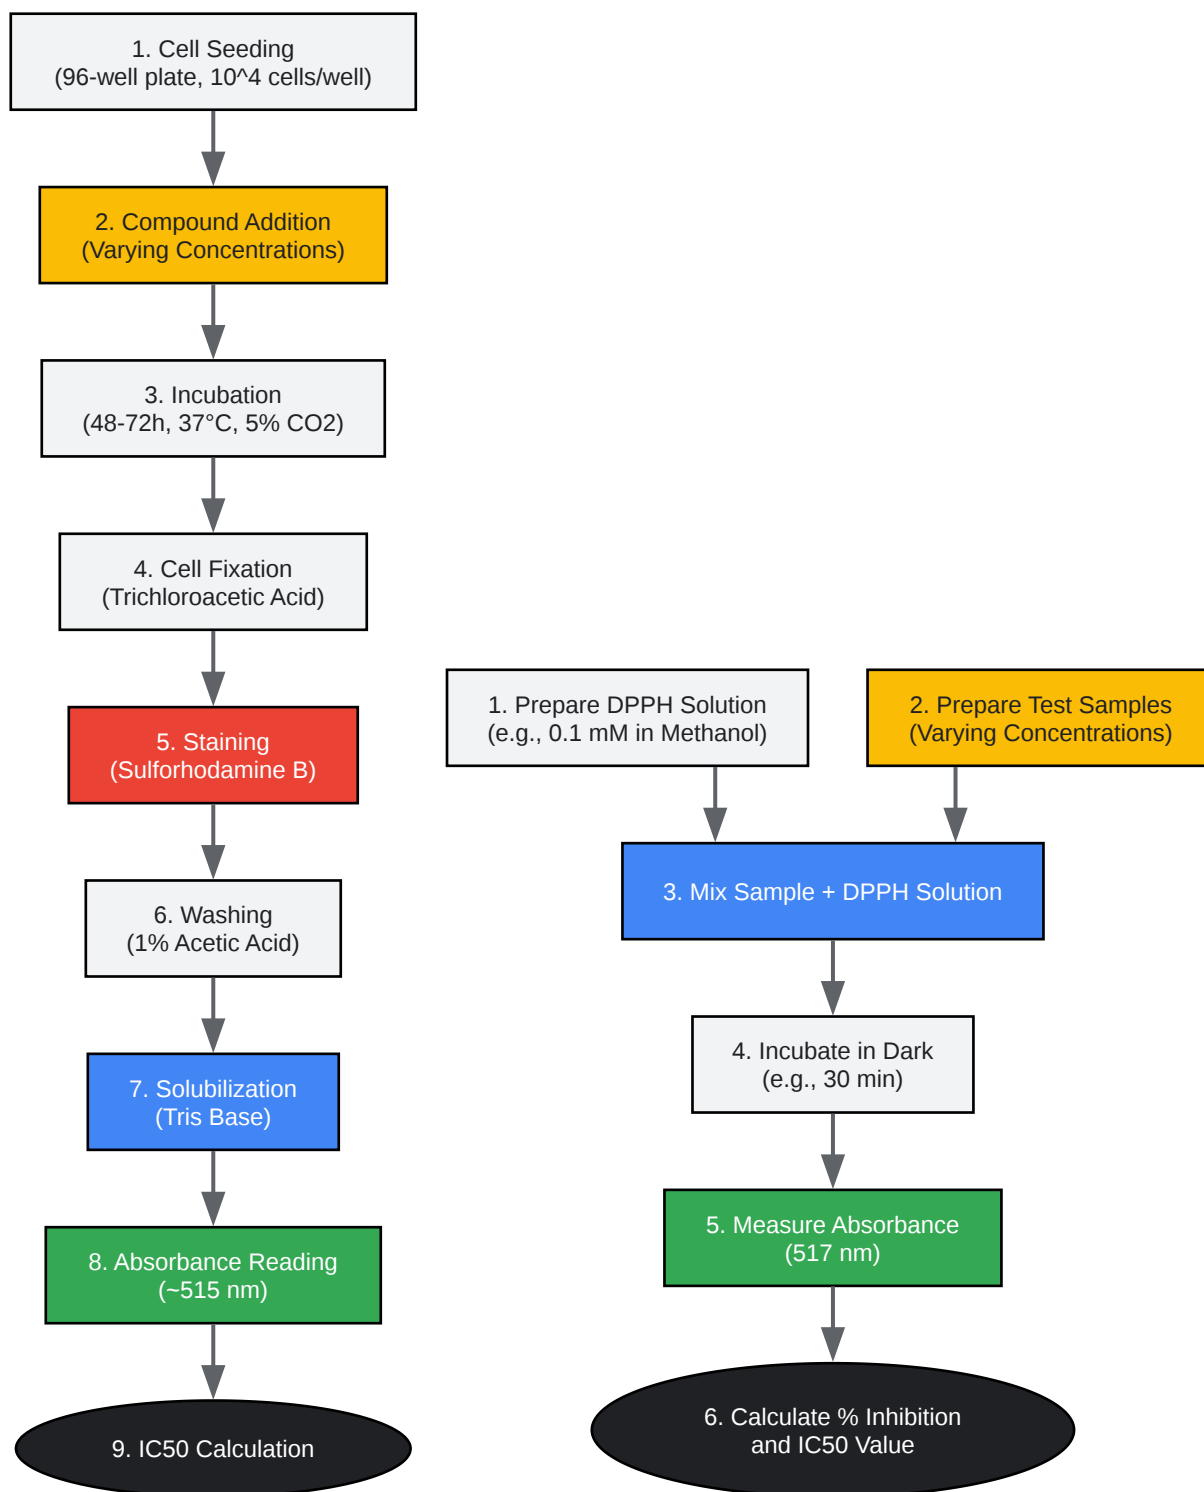 1. Cell Seeding
(96-well plate, 10^4 cells/well)
2. Compound Addition
(Varying Concentrations)
3. Incubation
(48-72h, 37°C, 5% CO2)
4. Cell Fixation
(Trichloroacetic Acid)
5. Staining
(Sulforhodamine B)
6. Washing
(1% Acetic Acid)
7. Solubilization
(Tris Base)
8. Absorbance Reading
(~515 nm)
9. IC50 Calculation
1. Prepare DPPH Solution
(e.g., 0.1 mM in Methanol)
2. Prepare Test Samples
(Varying Concentrations)
3. Mix Sample + DPPH Solution
4. Incubate in Dark
(e.g., 30 min)
5. Measure Absorbance
(517 nm)
6. Calculate % Inhibition
and IC50 Value